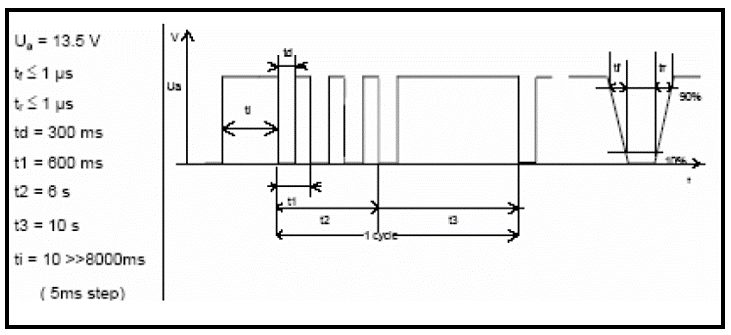 Ua = 13.5 V
tf ≤ 1 µs
tr ≤ 1 µs
td = 300 ms
t1 = 600 ms
t2 = 6 s
t3 = 10 s
ti = 10 >>8000ms
( 5ms step)
V
td
Ua
ti
tf
tr
90%
10%
t
t1
t2
t3
1 cycle